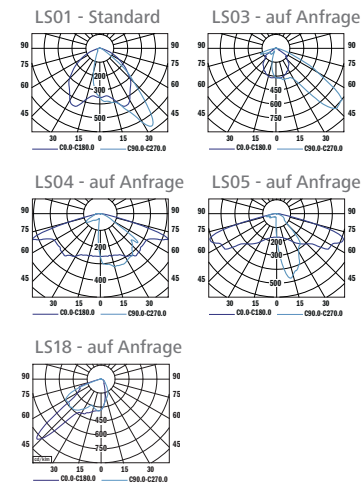 LS01 - Standard
LS03 - auf Anfrage
90 90 90 90
75 75 75 75
60 200 60 60 60
300 450
45 45 45 600 45
500 750
30 15 0 15 30 30 15 0 15 30
C0.0-C180.0 C90.0-C270.0 C0.0-C180.0 C90.0-C270.0
LS04 - auf Anfrage
LS05 - auf Anfrage
90 90 90 90
75 75 75 75
60 200 60 60 200 60
300
45 400 45 45 500 45
30 15 0 15 30 30 15 0 15 30
C0.0-C180.0 C90.0-C270.0 C0.0-C180.0 C90.0-C270.0
LS18 - auf Anfrage
90 90
75 75
60 60
450
45 600 45
750
cd/klm
30 15 0 15 30
C0.0-C180.0 C90.0-C270.0